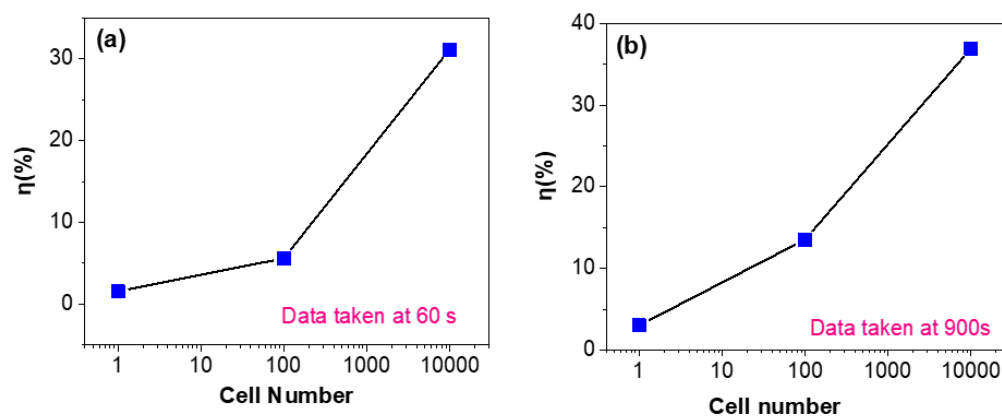 (a)
η(%)
30
20
10
0
Data taken at 60 s
1 10 100 1000 10000
Cell Number
(b)
η(%)
40
30
20
10
0
Data taken at 900s
1 10 100 1000 10000
Cell number